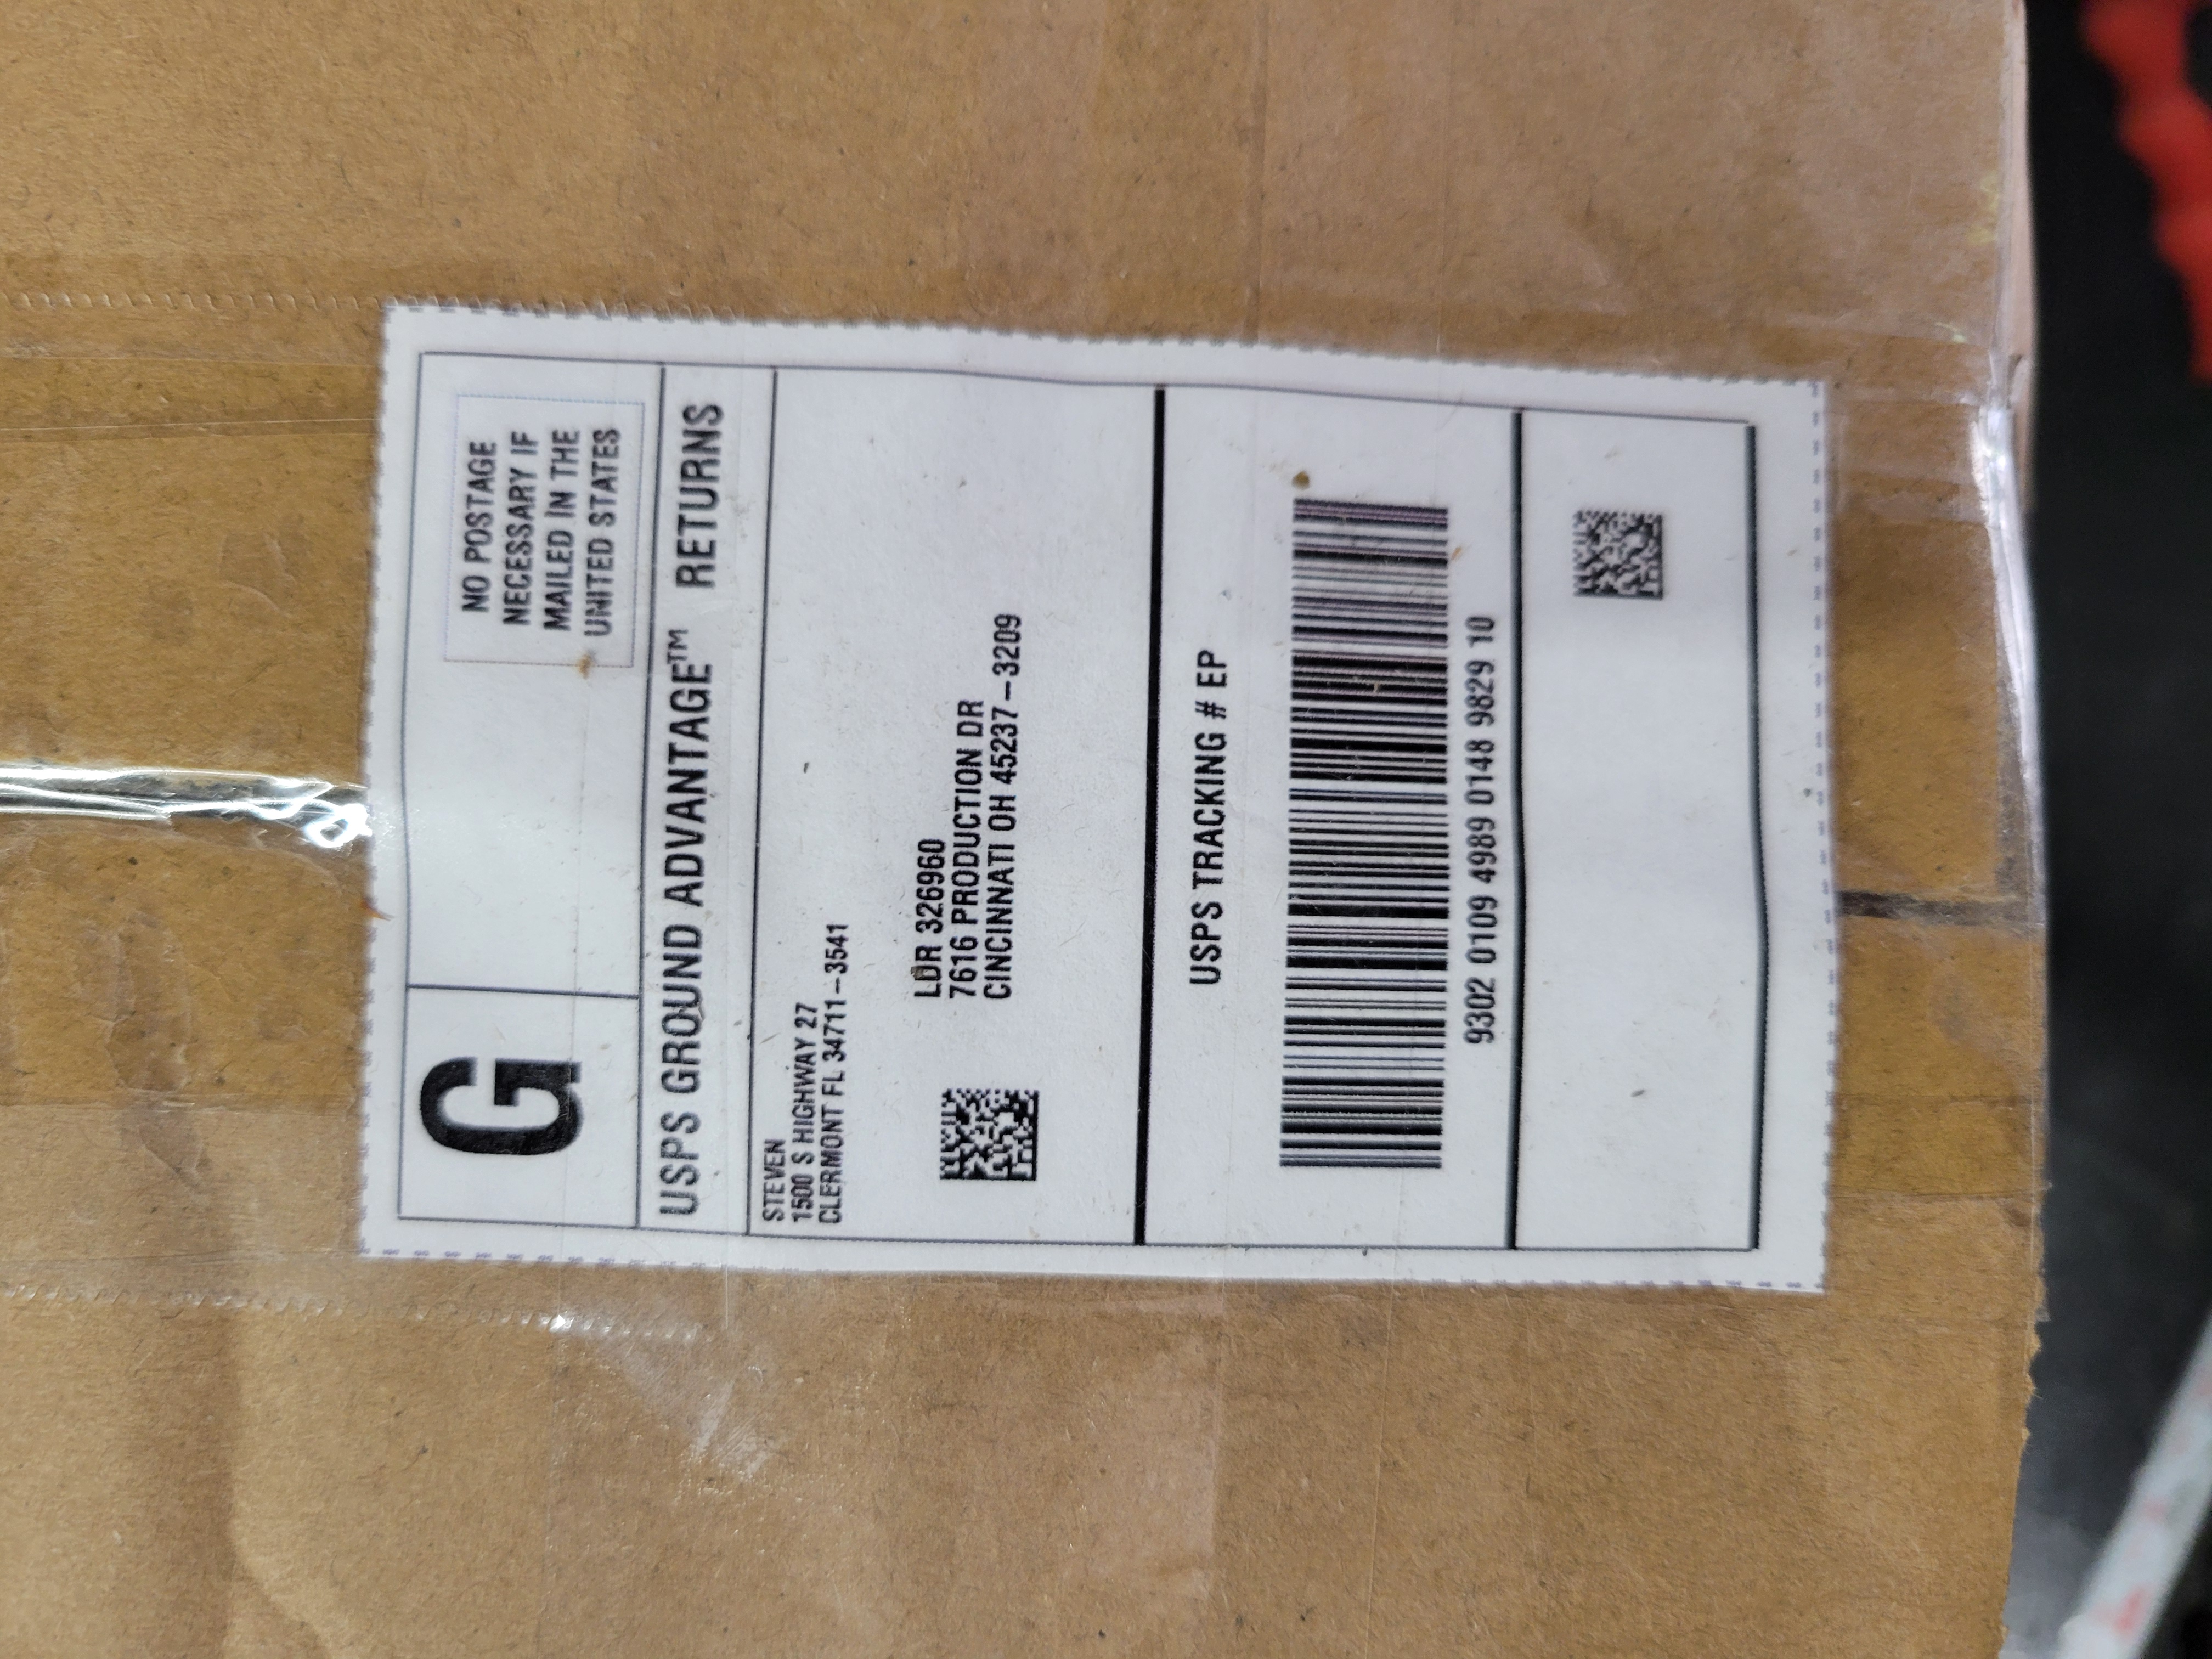 G
NO POSTAGE
NECESSARY IF
MAILED IN THE
UNITED STATES
USPS GROUND ADVANTAGE™ RETURNS
STEVEN
1500 S HIGHWAY 27
CLERMONT FL 34711-3541
LDR 326960
7616 PRODUCTION DR
CINCINNATI OH 45237-3209
USPS TRACKING # EP
9302 0109 4989 0148 9829 10